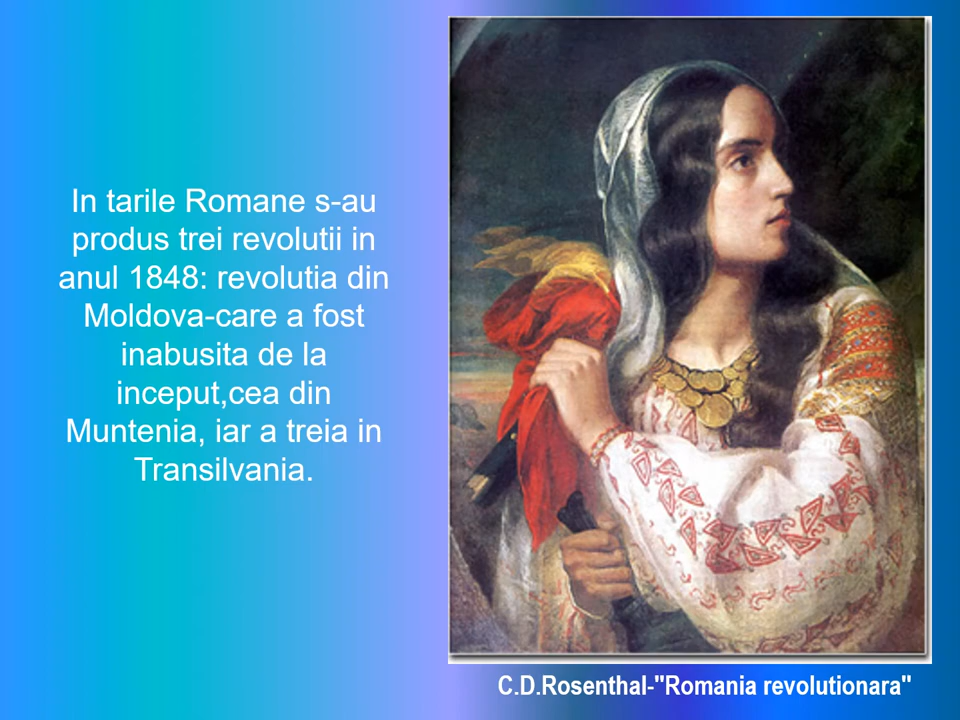 In tarile Romane s-au
produs trei revolutii in
anul 1848: revolutia din
Moldova-care a fost
inabusita de la
inceput,cea din
Muntenia, iar a treia in
Transilvania.
C.D.Rosenthal-"Romania revolutionara"